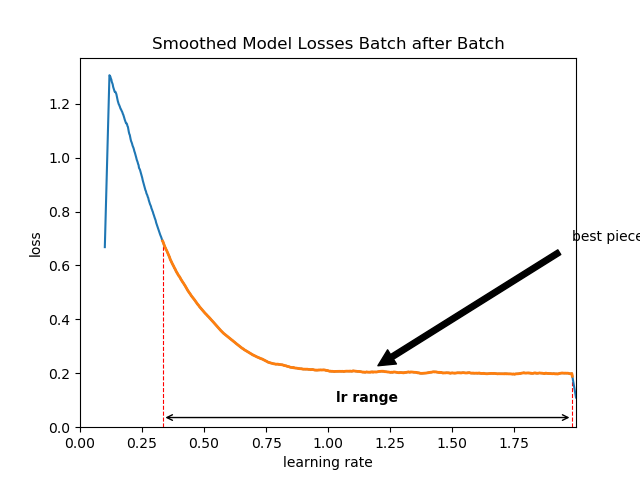 Smoothed Model Losses Batch after Batch
1.2
1.0
0.8
0.6
0.4
0.2
0.0
loss
best piece
lr range
0.00 0.25 0.50 0.75 1.00 1.25 1.50 1.75
learning rate